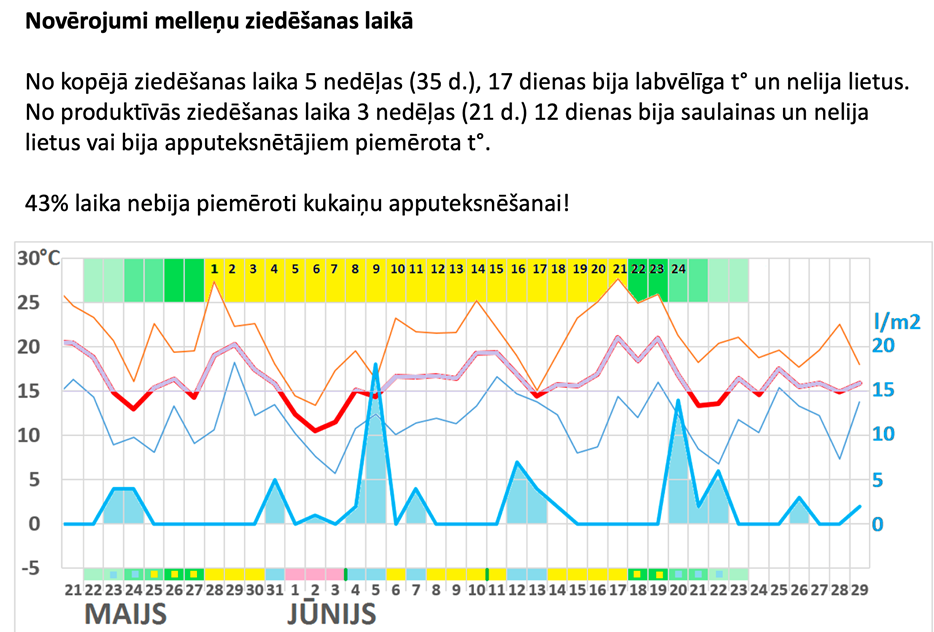 Novērojumi melleņu ziedēšanas laikā
No kopējā ziedēšanas laika 5 nedēļas (35 d.), 17 dienas bija labvēlīga t° un nelija lietus.
No produktīvās ziedēšanas laika 3 nedēļas (21 d.) 12 dienas bija saulainas un nelija
lietus vai bija apputeksnētājiem piemērota t°.
43% laika nebija piemēroti kukaiņu apputeksnēšanai!
30°C
1 2 3 4 5 6 7 8 9 10 11 12 13 14 15 16 17 18 19 20 21 22 23 24
25
l/m2
20 20
15 15
10 10
5 5
0 0
-5
21 22 23 24 25 26 27 28 29 30 31 1 2 3 4 5 6 7 8 9 10 11 12 13 14 15 16 17 18 19 20 21 22 23 24 25 26 27 28 29
MAIJS JŪNIJS